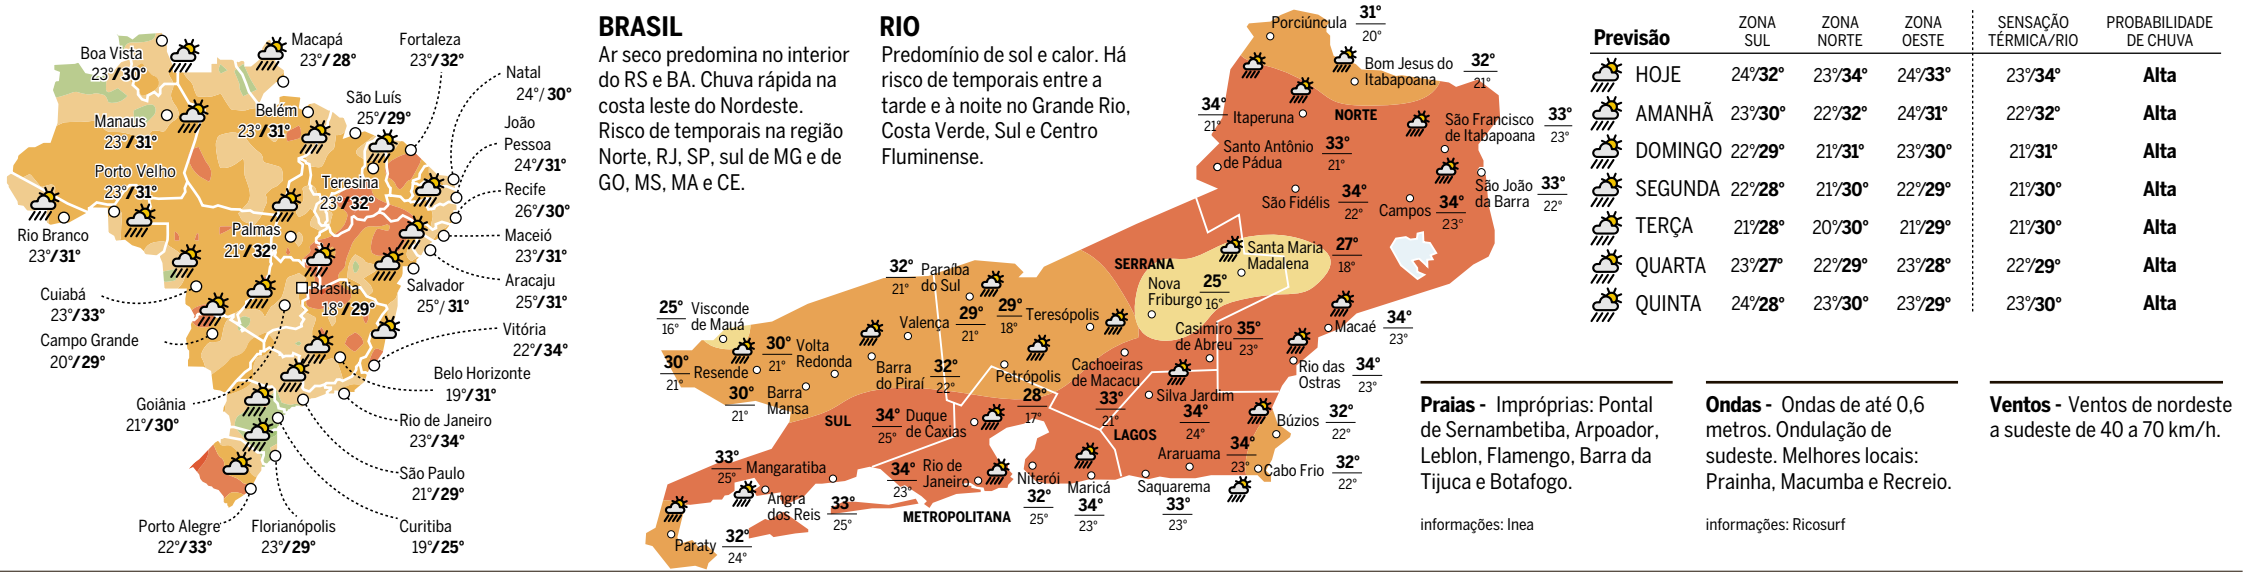 Boa Vista
23°/30°
Macapá
23°/28°
Fortaleza
23°/32°
Natal
24°/30°
São Luís
25°/29°
Belém
23°/31°
Manaus
23°/31°
João
Pessoa
24°/31°
Porto Velho
23°/31°
Teresina
23°/32°
Recife
26°/30°
Rio Branco
23°/31°
Palmas
21°/32°
Maceió
23°/31°
Aracaju
25°/31°
Salvador
25°/31°
Brasília
18°/29°
Cuiabá
23°/33°
Vitória
22°/34°
Campo Grande
20°/29°
Belo Horizonte
19°/31°
Goiânia
21°/30°
Rio de Janeiro
23°/34°
São Paulo
21°/29°
Porto Alegre
22°/33°
Florianópolis
23°/29°
Curitiba
19°/25°
BRASIL
Ar seco predomina no interior
do RS e BA. Chuva rápida na
costa leste do Nordeste.
Risco de temporais na região
Norte, RJ, SP, sul de MG e de
GO, MS, MA e CE.
RIO
Predomínio de sol e calor. Há
risco de temporais entre a
tarde e à noite no Grande Rio,
Costa Verde, Sul e Centro
Fluminense.
Porciúncula
31°
20°
Bom Jesus do
Itabapoana
32°
21°
34°
21°
Itaperuna
NORTE
São Francisco
de Itabapoana
33°
23°
Santo Antônio
de Pádua
33°
21°
São Fidélis
34°
22°
Campos
34°
23°
São João
da Barra
33°
22°
SERRANA
Santa Maria
Madalena
27°
18°
Nova
Friburgo
25°
16°
32°
21°
Paraíba
do Sul
25°
16°
Visconde
de Mauá
Valença
29°
21°
29°
18°
Teresópolis
Casimiro
de Abreu
35°
23°
Macaé
34°
23°
30°
21°
Resende
30°
21°
Volta
Redonda
Barra
do Piraí
32°
22°
Petrópolis
28°
17°
Cachoeiras
de Macacu
33°
21°
Rio das
Ostras
34°
23°
30°
21°
Barra
Mansa
Silva Jardim
34°
24°
SUL
34°
25°
Duque
de Caxias
LAGOS
Búzios
32°
22°
Araruama
34°
23°
33°
25°
Mangaratiba
34°
23°
Rio de
Janeiro
Niterói
32°
25°
Maricá
34°
23°
Saquarema
33°
23°
Cabo Frio
32°
22°
Angra
dos Reis
33°
25°
METROPOLITANA
Paraty
32°
24°
Previsão ZONA SUL ZONA NORTE ZONA OESTE SENSAÇÃO TÉRMICA/RIO PROBABILIDADE DE CHUVA
HOJE 24°/32° 23°/34° 24°/33° 23°/34° Alta
AMANHÃ 23°/30° 22°/32° 24°/31° 22°/32° Alta
DOMINGO 22°/29° 21°/31° 23°/30° 21°/31° Alta
SEGUNDA 22°/28° 21°/30° 22°/29° 21°/30° Alta
TERÇA 21°/28° 20°/30° 21°/29° 21°/30° Alta
QUARTA 23°/27° 22°/29° 23°/28° 22°/29° Alta
QUINTA 24°/28° 23°/30° 23°/29° 23°/30° Alta
Praias - Impróprias: Pontal
de Sernambetiba, Arpoador,
Leblon, Flamengo, Barra da
Tijuca e Botafogo.
informações: Inea
Ondas - Ondas de até 0,6
metros. Ondulação de
sudeste. Melhores locais:
Prainha, Macumba e Recreio.
informações: Ricosurf
Ventos - Ventos de nordeste
a sudeste de 40 a 70 km/h.